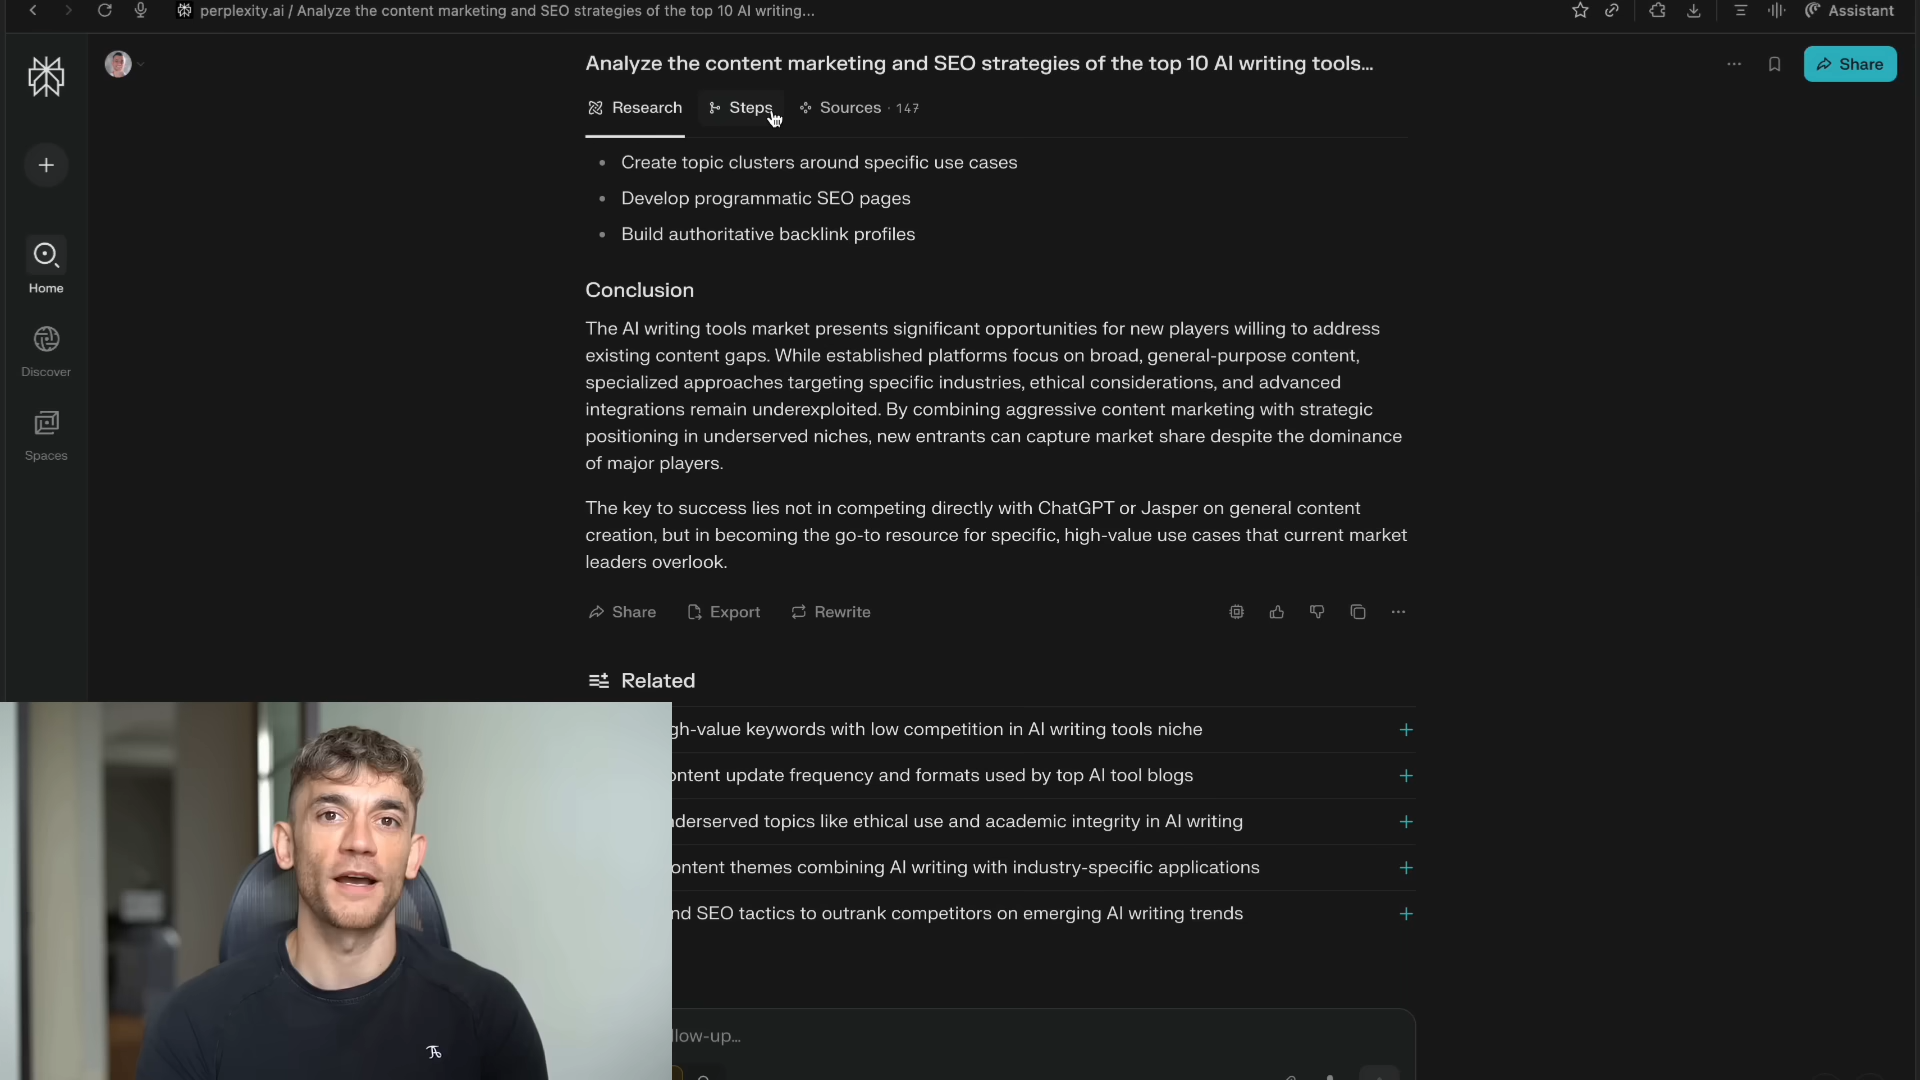 perplexity.ai / Analyze the content marketing and SEO strategies of the top 10 AI writing...
Assistant
Analyze the content marketing and SEO strategies of the top 10 AI writing tools...
Share
Research
Steps
Sources · 147
Create topic clusters around specific use cases
Develop programmatic SEO pages
Build authoritative backlink profiles
Home
Discover
Spaces
Conclusion
The AI writing tools market presents significant opportunities for new players willing to address
existing content gaps. While established platforms focus on broad, general-purpose content,
specialized approaches targeting specific industries, ethical considerations, and advanced
integrations remain underexploited. By combining aggressive content marketing with strategic
positioning in underserved niches, new entrants can capture market share despite the dominance
of major players.
The key to success lies not in competing directly with ChatGPT or Jasper on general content
creation, but in becoming the go-to resource for specific, high-value use cases that current market
leaders overlook.
Share
Export
Rewrite
Related
gh-value keywords with low competition in AI writing tools niche
ontent update frequency and formats used by top AI tool blogs
nderserved topics like ethical use and academic integrity in AI writing
ontent themes combining AI writing with industry-specific applications
nd SEO tactics to outrank competitors on emerging AI writing trends
llow-up...